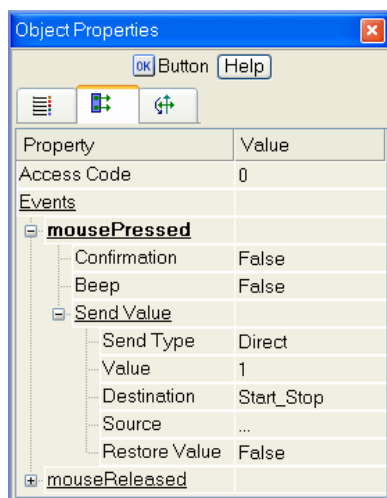 Object Properties
OK Button Help
Property Value
Access Code 0
Events
mousePressed
Confirmation False
Beep False
Send Value
Send Type Direct
Value 1
Destination Start_Stop
Source ...
Restore Value False
mouseReleased